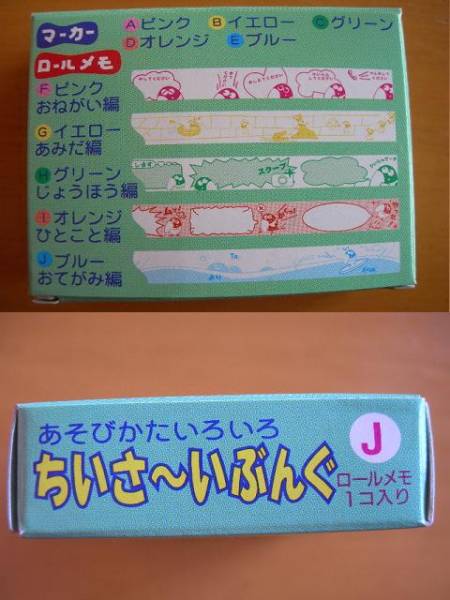 マーカー
Aピンク Bイエロー Cグリーン
Dオレンジ Eブルー
ロールメモ
Fピンク
おねがい編
Gイエロー
あみだ編
Hグリーン
じょうほう編
スクープ
Iオレンジ
ひとこと編
Jブルー
おてがみ編
To
あそびかたいろいろ
ちいさ〜いぶんぐ
J
ロールメモ
1コ入り